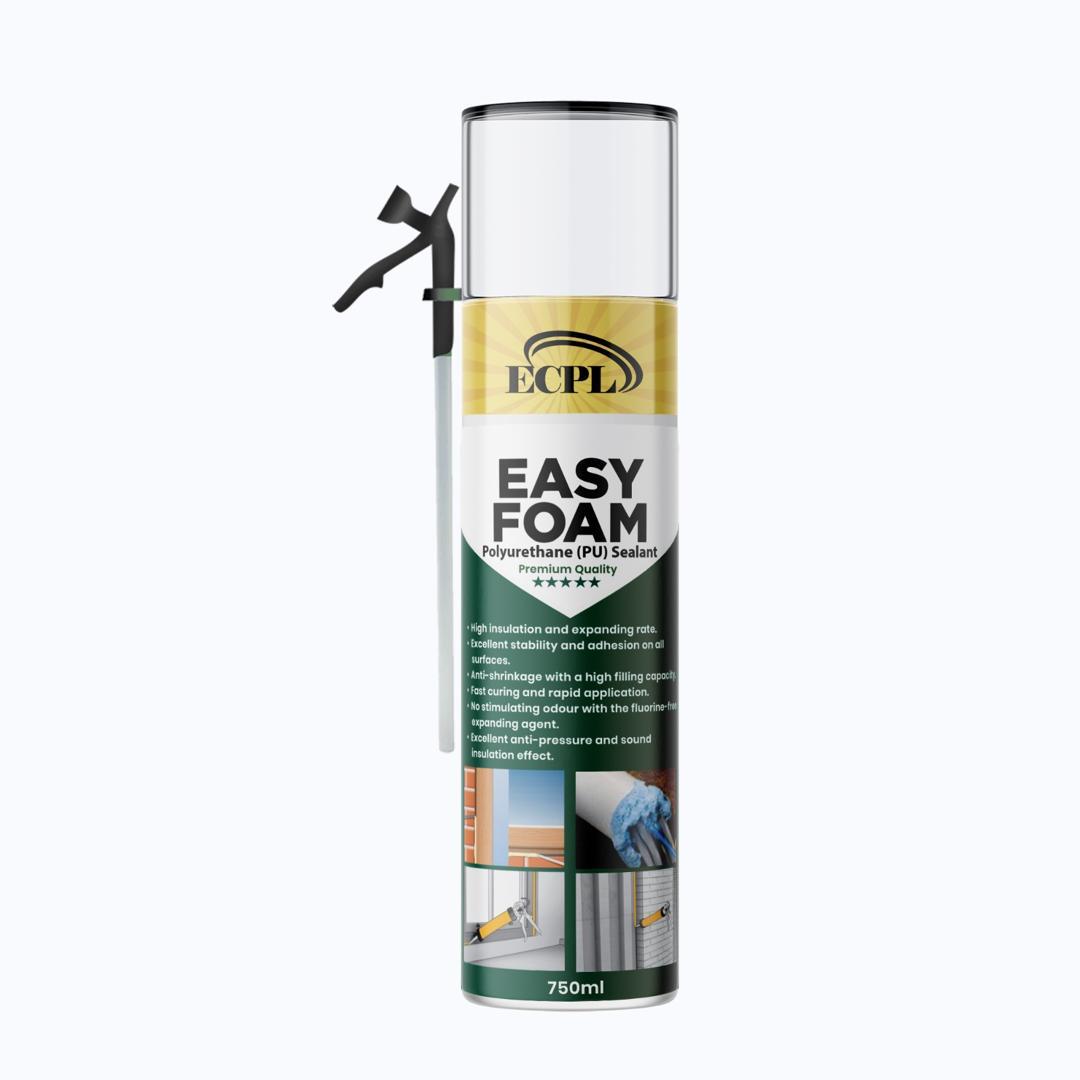 ECPL
EASY
FOAM
Polyurethane (PU) Sealant
Premium Quality
★★★★★
• High insulation and expanding rate.
• Excellent stability and adhesion on all
surfaces.
• Anti-shrinkage with a high filling capacity.
• Fast curing and rapid application.
• No stimulating odour with the fluorine-free
expanding agent.
• Excellent anti-pressure and sound
insulation effect.
750ml